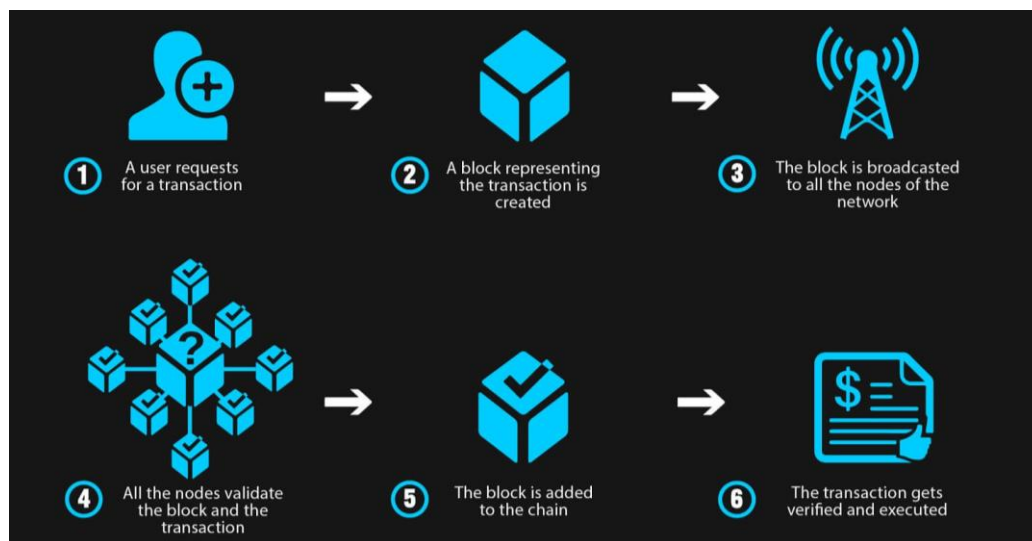 1
A user requests
for a transaction
2
A block representing
the transaction is
created
3
The block is broadcasted
to all the nodes of the
network
?
$
4
All the nodes validate
the block and the
transaction
5
The block is added
to the chain
6
The transaction gets
verified and executed